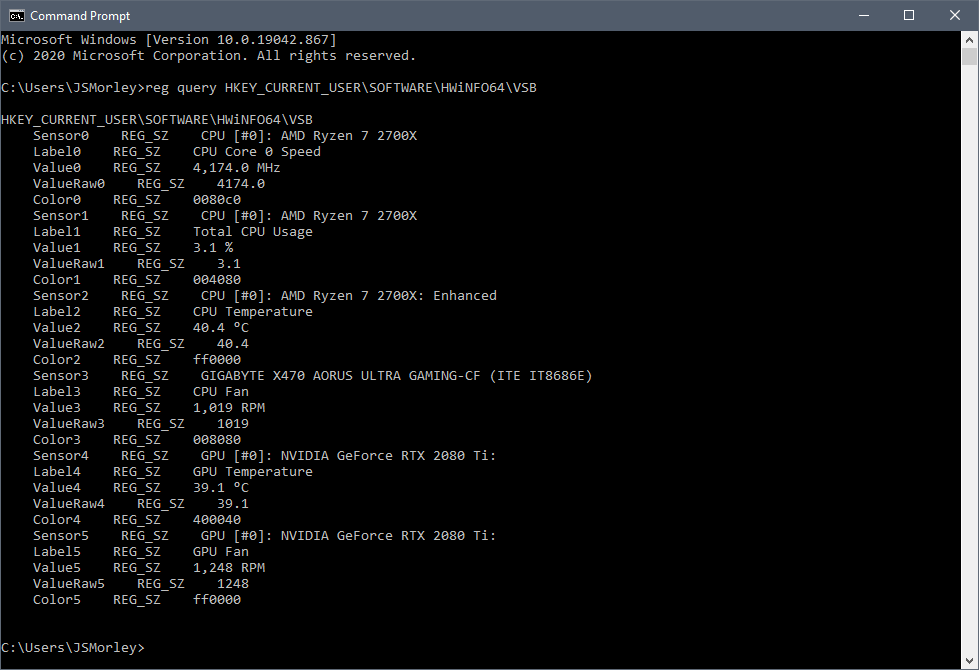 Command Prompt
Microsoft Windows [Version 10.0.19042.867]
(c) 2020 Microsoft Corporation. All rights reserved.
C:\Users\JSMorley>reg query HKEY_CURRENT_USER\SOFTWARE\HWiNFO64\VSB
HKEY_CURRENT_USER\SOFTWARE\HWiNFO64\VSB
    Sensor0    REG_SZ    CPU [#0]: AMD Ryzen 7 2700X
    Label0    REG_SZ    CPU Core 0 Speed
    Value0    REG_SZ    4,174.0 MHz
    ValueRaw0    REG_SZ    4174.0
    Color0    REG_SZ    0080c0
    Sensor1    REG_SZ    CPU [#0]: AMD Ryzen 7 2700X
    Label1    REG_SZ    Total CPU Usage
    Value1    REG_SZ    3.1 %
    ValueRaw1    REG_SZ    3.1
    Color1    REG_SZ    004080
    Sensor2    REG_SZ    CPU [#0]: AMD Ryzen 7 2700X: Enhanced
    Label2    REG_SZ    CPU Temperature
    Value2    REG_SZ    40.4 °C
    ValueRaw2    REG_SZ    40.4
    Color2    REG_SZ    ff0000
    Sensor3    REG_SZ    GIGABYTE X470 AORUS ULTRA GAMING-CF (ITE IT8686E)
    Label3    REG_SZ    CPU Fan
    Value3    REG_SZ    1,019 RPM
    ValueRaw3    REG_SZ    1019
    Color3    REG_SZ    008080
    Sensor4    REG_SZ    GPU [#0]: NVIDIA GeForce RTX 2080 Ti:
    Label4    REG_SZ    GPU Temperature
    Value4    REG_SZ    39.1 °C
    ValueRaw4    REG_SZ    39.1
    Color4    REG_SZ    400040
    Sensor5    REG_SZ    GPU [#0]: NVIDIA GeForce RTX 2080 Ti:
    Label5    REG_SZ    GPU Fan
    Value5    REG_SZ    1,248 RPM
    ValueRaw5    REG_SZ    1248
    Color5    REG_SZ    ff0000
C:\Users\JSMorley>